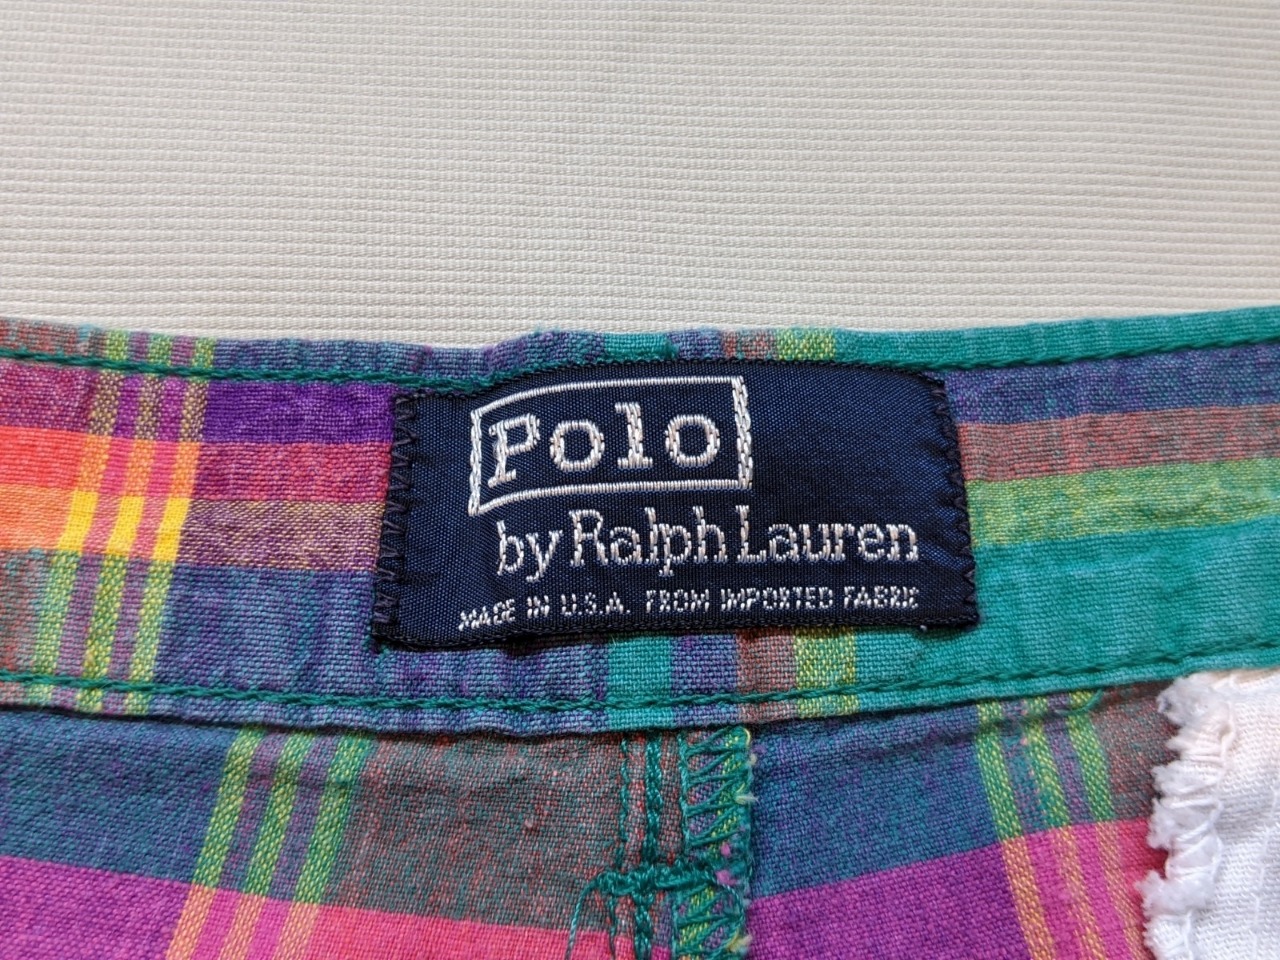 Polo
by Ralph Lauren
MADE IN U.S.A. FROM IMPORTED FABRIC